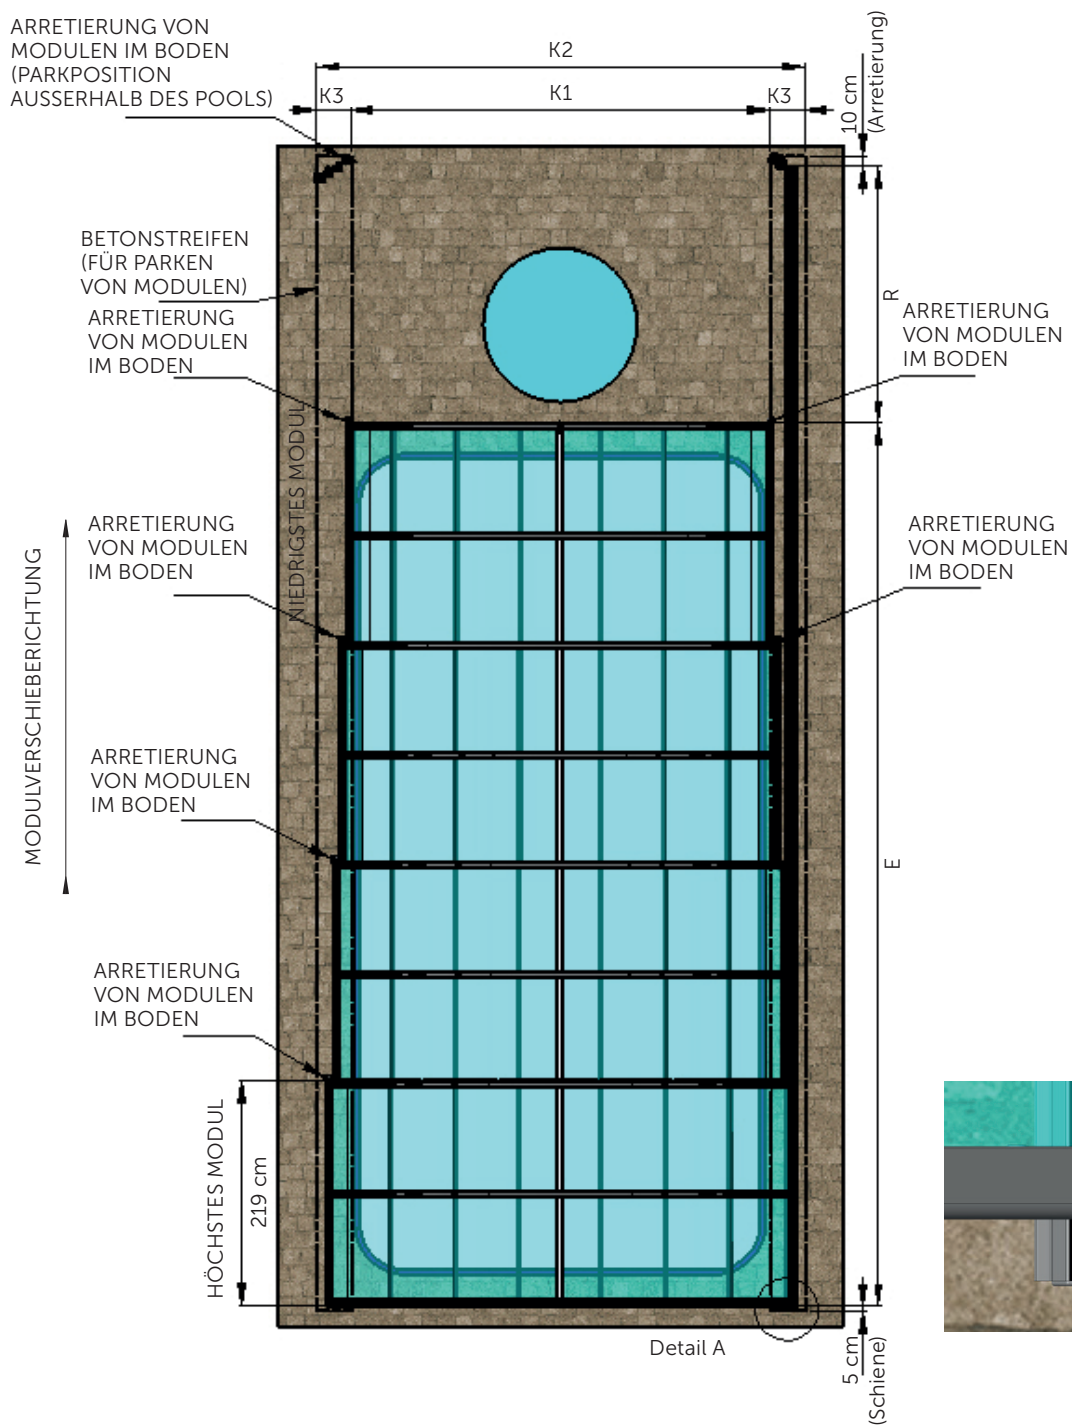 ARRETIERUNG VON
MODULEN IM BODEN
(PARKPOSITION
AUSSERHALB DES POOLS)
K2
K3
K1
K3
10 cm
(Arretierung)
BETONSTREIFEN
(FÜR PARKEN
VON MODULEN)
R
ARRETIERUNG
VON MODULEN
IM BODEN
ARRETIERUNG
VON MODULEN
IM BODEN
NIEDRIGSTES MODUL
ARRETIERUNG
VON MODULEN
IM BODEN
ARRETIERUNG
VON MODULEN
IM BODEN
MODULVERSCHIEBERICHTUNG
ARRETIERUNG
VON MODULEN
IM BODEN
E
L
ARRETIERUNG
VON MODULEN
IM BODEN
HÖCHSTES MODUL
219 cm
Detail A
5 cm
(Schiene)